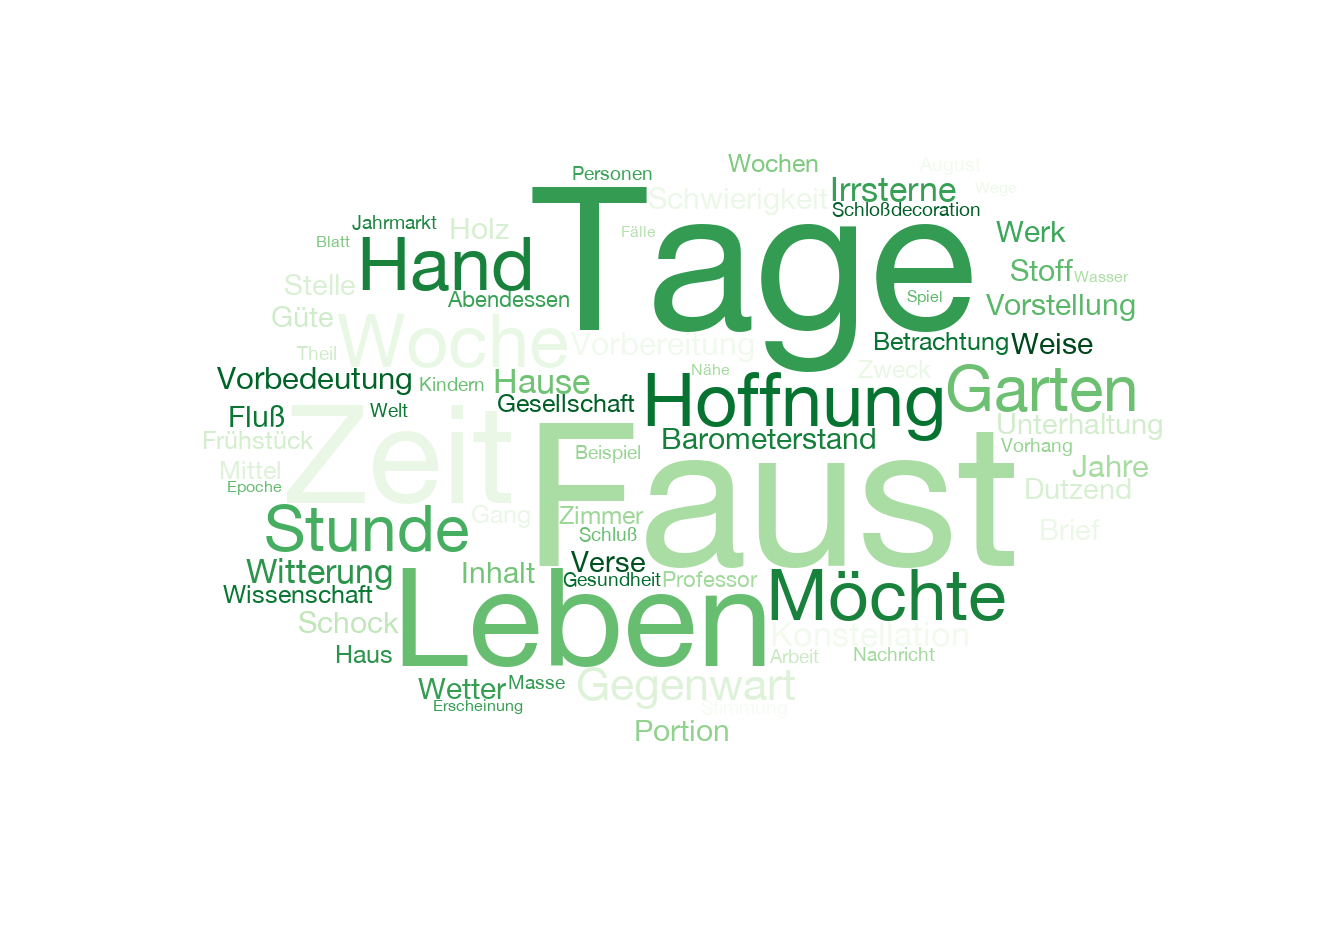 Wochen
August
Personen
Wege
Irrsterne
Schwierigkeit
Schloßdecoration
Tage
Jahrmarkt
Holz
Fälle
Werk
Blatt
Hand
Stoff
Wasser
Stelle
Abendessen
Spiel
Vorstellung
Güte
Woche
Vorbereitung
Betrachtung
Weise
Theil
Nähe
Zweck
Vorbedeutung
Kindern
Hause
Hoffnung
Garten
Fluß
Welt
Gesellschaft
Unterhaltung
Frühstück
Zeit
Barometerstand
Vorhang
Beispiel
Faust
Mittel
Jahre
Epoche
Dutzend
Gang
Zimmer
Brief
Stunde
Schluß
Witterung
Inhalt
Verse
Gesundheit
Professor
Möchte
Wissenschaft
Leben
Schock
Konstellation
Haus
Arbeit
Nachricht
Wetter
Masse
Gegenwart
Erscheinung
Stimmung
Portion